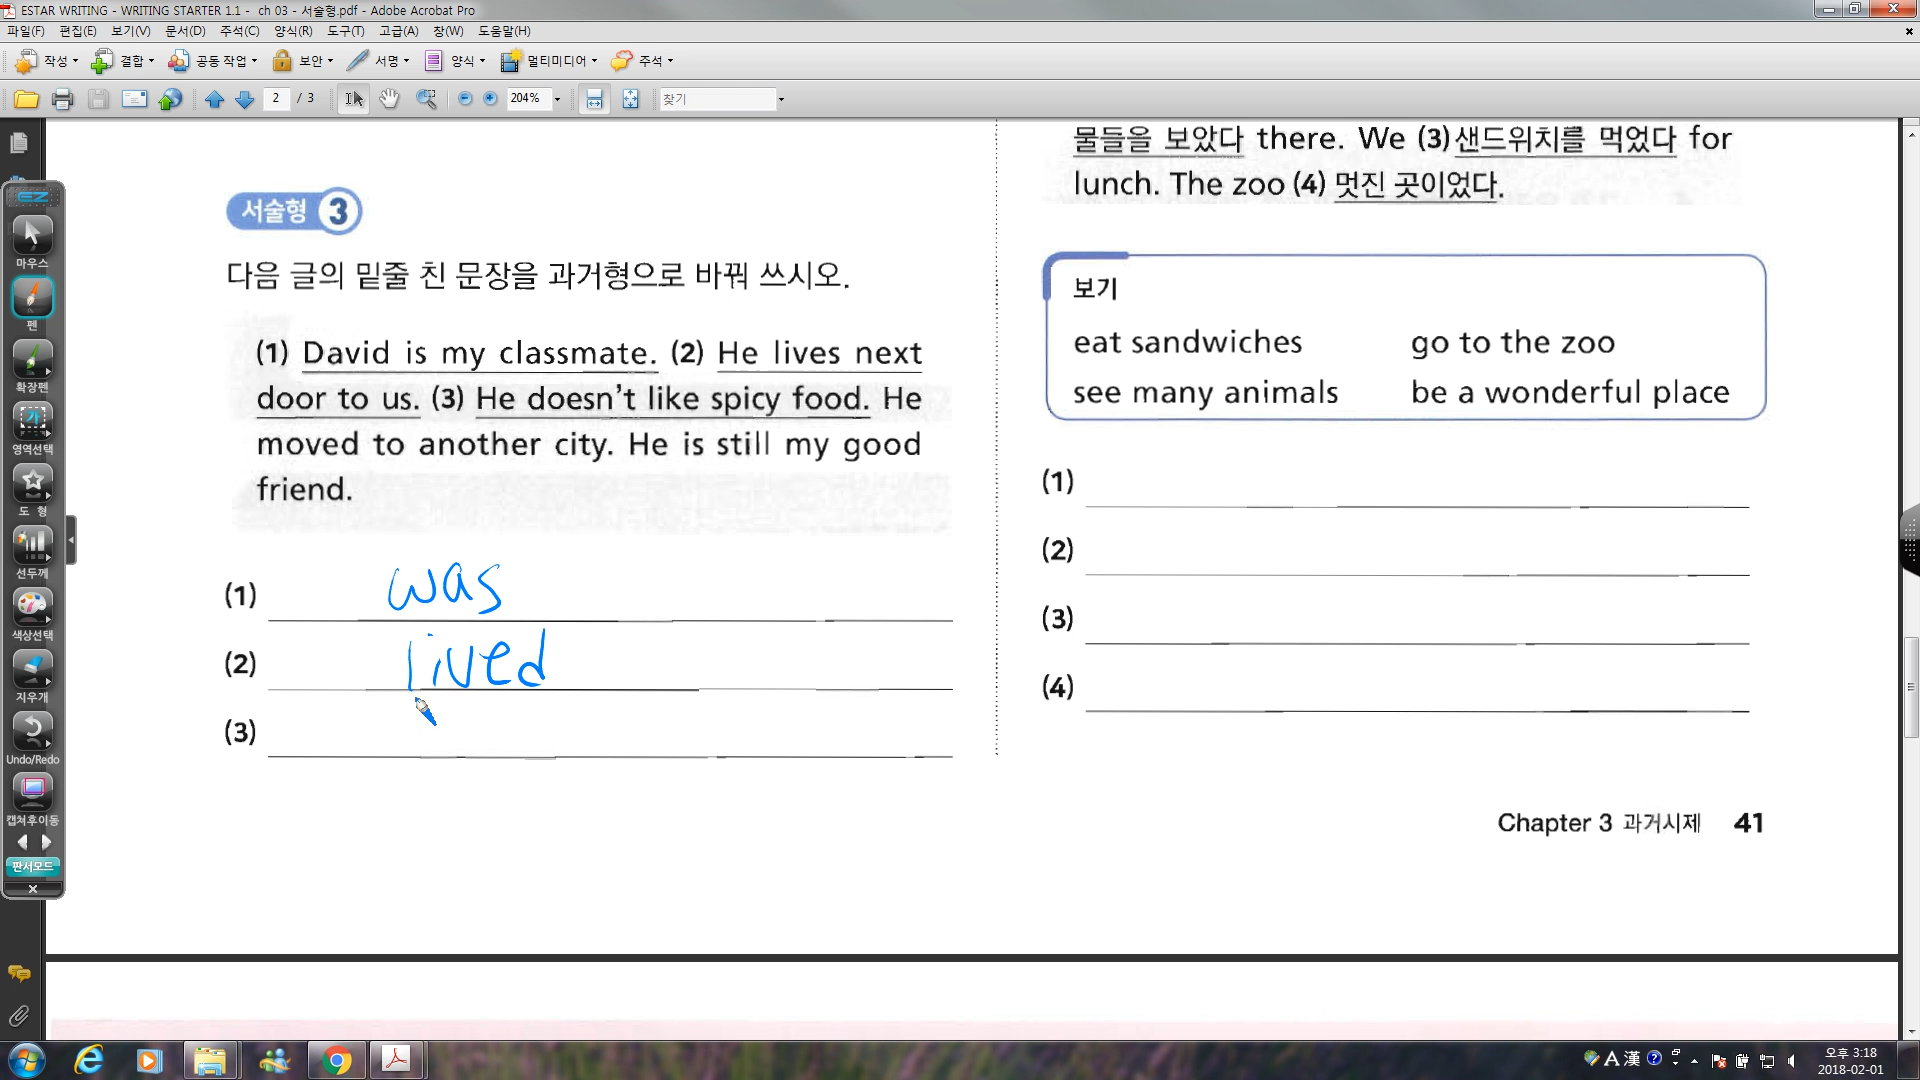 ESTAR WRITING - WRITING STARTER 1.1 - ch 03 - 서술형.pdf - Adobe Acrobat Pro
파일(F) 편집(E) 보기(V) 문서(D) 주석(C) 양식(R) 도구(T) 고급(A) 창(W) 도움말(H)
작성 결합 공동 작업 보안 서명 양식 멀티미디어 주석
2 / 3 204% 찾기
EZ
마우스
펜
확장펜
영역선택
도 형
선두께
색상선택
지우개
Undo/Redo
캡쳐후이동
판서모드
서술형 3
다음 글의 밑줄 친 문장을 과거형으로 바꿔 쓰시오.
(1) David is my classmate. (2) He lives next
door to us. (3) He doesn't like spicy food. He
moved to another city. He is still my good
friend.
(1) was
(2) lived
(3)
물들을 보았다 there. We (3) 샌드위치를 먹었다 for
lunch. The zoo (4) 멋진 곳이었다.
보기
eat sandwiches go to the zoo
see many animals be a wonderful place
(1)
(2)
(3)
(4)
Chapter 3 과거시제 41
A 漢
오후 3:18
2018-02-01